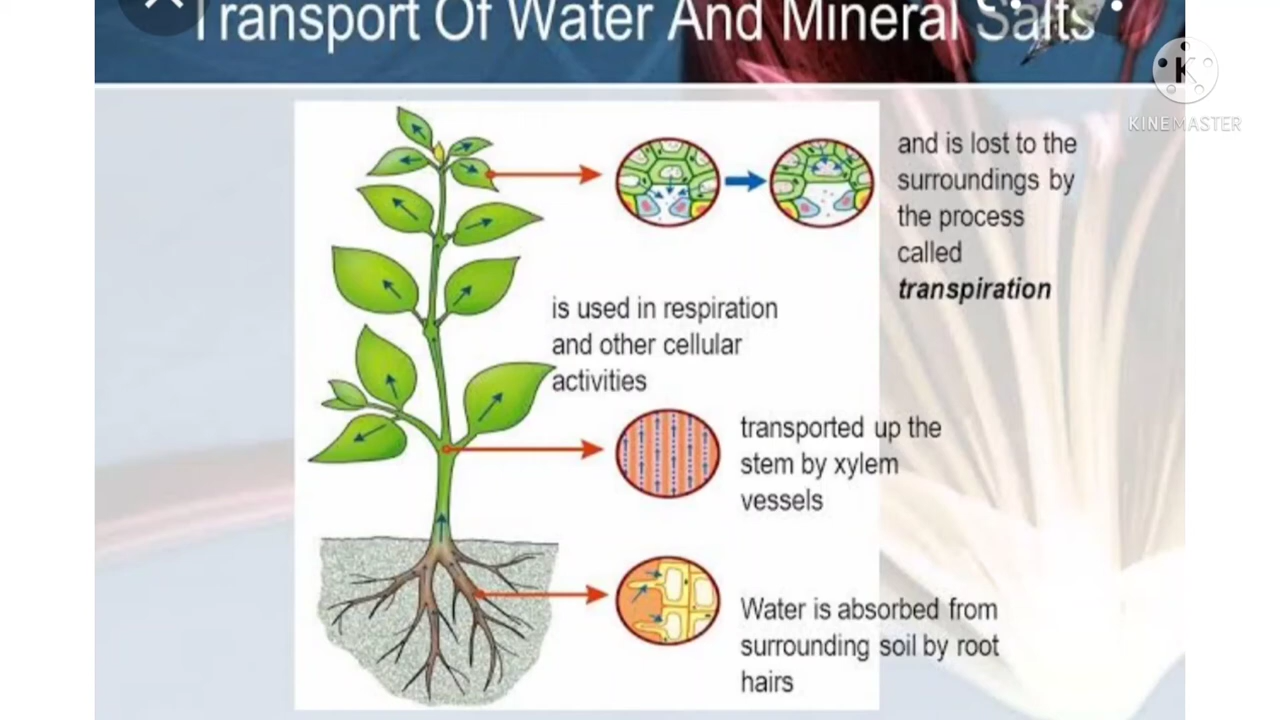 Transport Of Water And Mineral Salts
K
KINEMASTER
and is lost to the
surroundings by
the process
called
transpiration
is used in respiration
and other cellular
activities
transported up the
stem by xylem
vessels
Water is absorbed from
surrounding soil by root
hairs